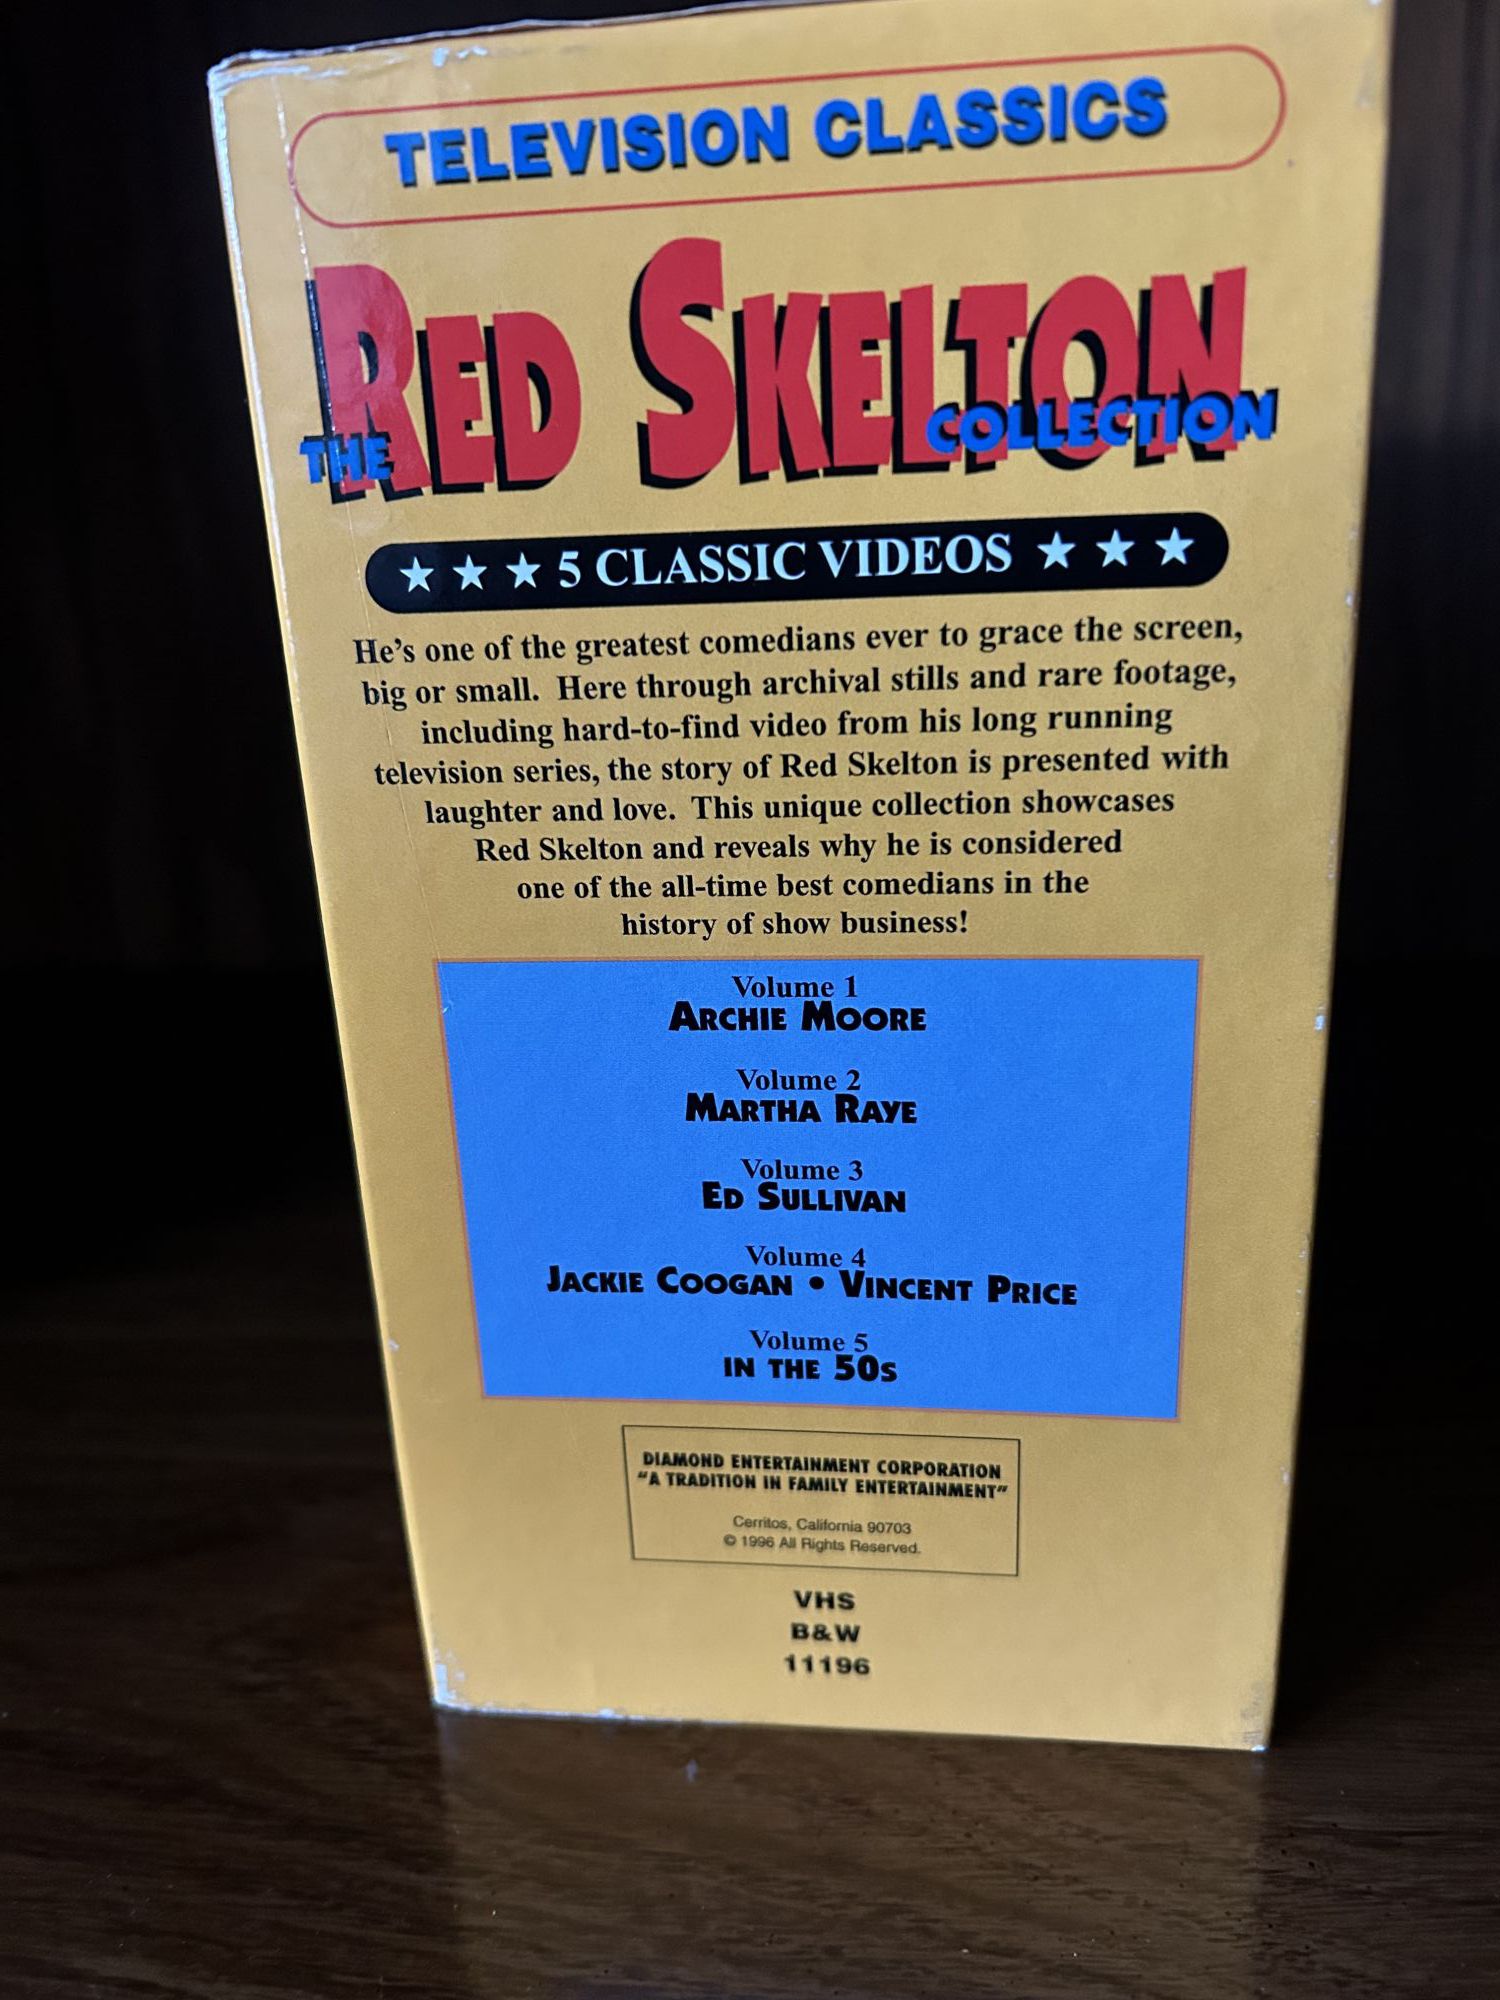 TELEVISION CLASSICS
THE RED SKELTON COLLECTION
★ ★ ★ 5 CLASSIC VIDEOS ★ ★ ★
He's one of the greatest comedians ever to grace the screen,
big or small. Here through archival stills and rare footage,
including hard-to-find video from his long running
television series, the story of Red Skelton is presented with
laughter and love. This unique collection showcases
Red Skelton and reveals why he is considered
one of the all-time best comedians in the
history of show business!
Volume 1
ARCHIE MOORE
Volume 2
MARTHA RAYE
Volume 3
ED SULLIVAN
Volume 4
JACKIE COOGAN • VINCENT PRICE
Volume 5
IN THE 50S
DIAMOND ENTERTAINMENT CORPORATION
"A TRADITION IN FAMILY ENTERTAINMENT"
Cerritos, California 90703
© 1996 All Rights Reserved.
VHS
B&W
11196